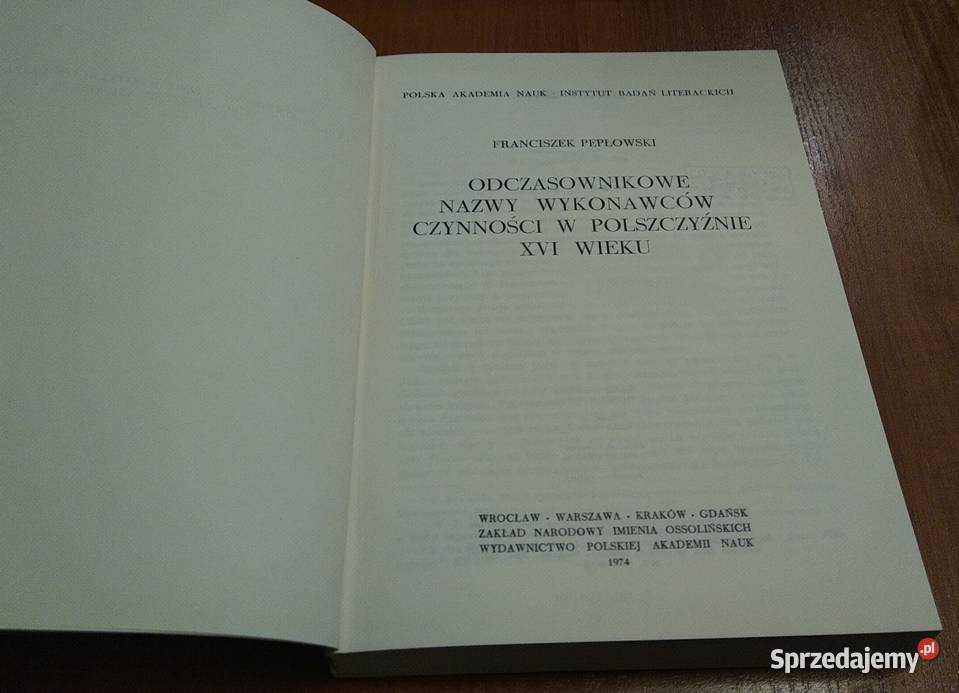 POLSKA AKADEMIA NAUK · INSTYTUT BADAŃ LITERACKICH
FRANCISZEK PEPŁOWSKI
ODCZASOWNIKOWE
NAZWY WYKONAWCÓW
CZYNNOŚCI W POLSZCZYŹNIE
XVI WIEKU
WROCŁAW · WARSZAWA · KRAKÓW · GDAŃSK
ZAKŁAD NARODOWY IMIENIA OSSOLIŃSKICH
WYDAWNICTWO POLSKIEJ AKADEMII NAUK
1974
Sprzedajemy.pl